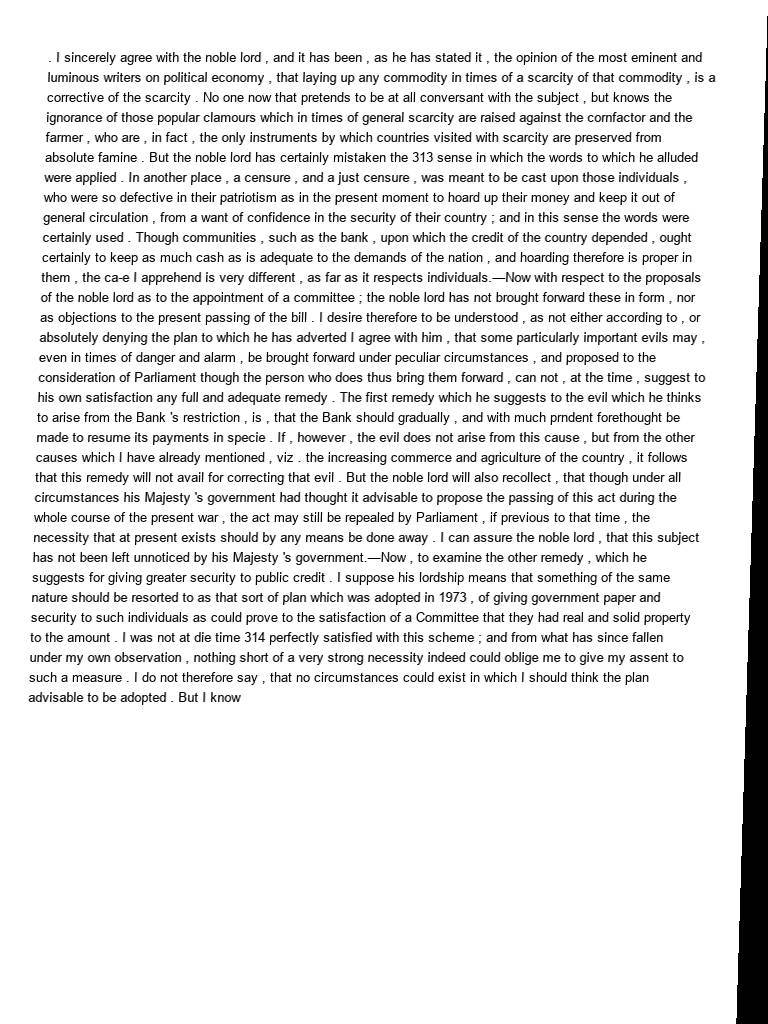 . I sincerely agree with the noble lord , and it has been , as he has stated it , the opinion of the most eminent and
luminous writers on political economy , that laying up any commodity in times of a scarcity of that commodity , is a
corrective of the scarcity . No one now that pretends to be at all conversant with the subject , but knows the
ignorance of those popular clamours which in times of general scarcity are raised against the cornfactor and the
farmer , who are , in fact , the only instruments by which countries visited with scarcity are preserved from
absolute famine . But the noble lord has certainly mistaken the 313 sense in which the words to which he alluded
were applied . In another place , a censure , and a just censure , was meant to be cast upon those individuals ,
who were so defective in their patriotism as in the present moment to hoard up their money and keep it out of
general circulation , from a want of confidence in the security of their country ; and in this sense the words were
certainly used . Though communities , such as the bank , upon which the credit of the country depended , ought
certainly to keep as much cash as is adequate to the demands of the nation , and hoarding therefore is proper in
them , the ca-e I apprehend is very different , as far as it respects individuals.—Now with respect to the proposals
of the noble lord as to the appointment of a committee ; the noble lord has not brought forward these in form , nor
as objections to the present passing of the bill . I desire therefore to be understood , as not either according to , or
absolutely denying the plan to which he has adverted I agree with him , that some particularly important evils may ,
even in times of danger and alarm , be brought forward under peculiar circumstances , and proposed to the
consideration of Parliament though the person who does thus bring them forward , can not , at the time , suggest to
his own satisfaction any full and adequate remedy . The first remedy which he suggests to the evil which he thinks
to arise from the Bank 's restriction , is , that the Bank should gradually , and with much prndent forethought be
made to resume its payments in specie . If , however , the evil does not arise from this cause , but from the other
causes which I have already mentioned , viz . the increasing commerce and agriculture of the country , it follows
that this remedy will not avail for correcting that evil . But the noble lord will also recollect , that though under all
circumstances his Majesty 's government had thought it advisable to propose the passing of this act during the
whole course of the present war , the act may still be repealed by Parliament , if previous to that time , the
necessity that at present exists should by any means be done away . I can assure the noble lord , that this subject
has not been left unnoticed by his Majesty 's government.—Now , to examine the other remedy , which he
suggests for giving greater security to public credit . I suppose his lordship means that something of the same
nature should be resorted to as that sort of plan which was adopted in 1973 , of giving government paper and
security to such individuals as could prove to the satisfaction of a Committee that they had real and solid property
to the amount . I was not at die time 314 perfectly satisfied with this scheme ; and from what has since fallen
under my own observation , nothing short of a very strong necessity indeed could oblige me to give my assent to
such a measure . I do not therefore say , that no circumstances could exist in which I should think the plan
advisable to be adopted . But I know